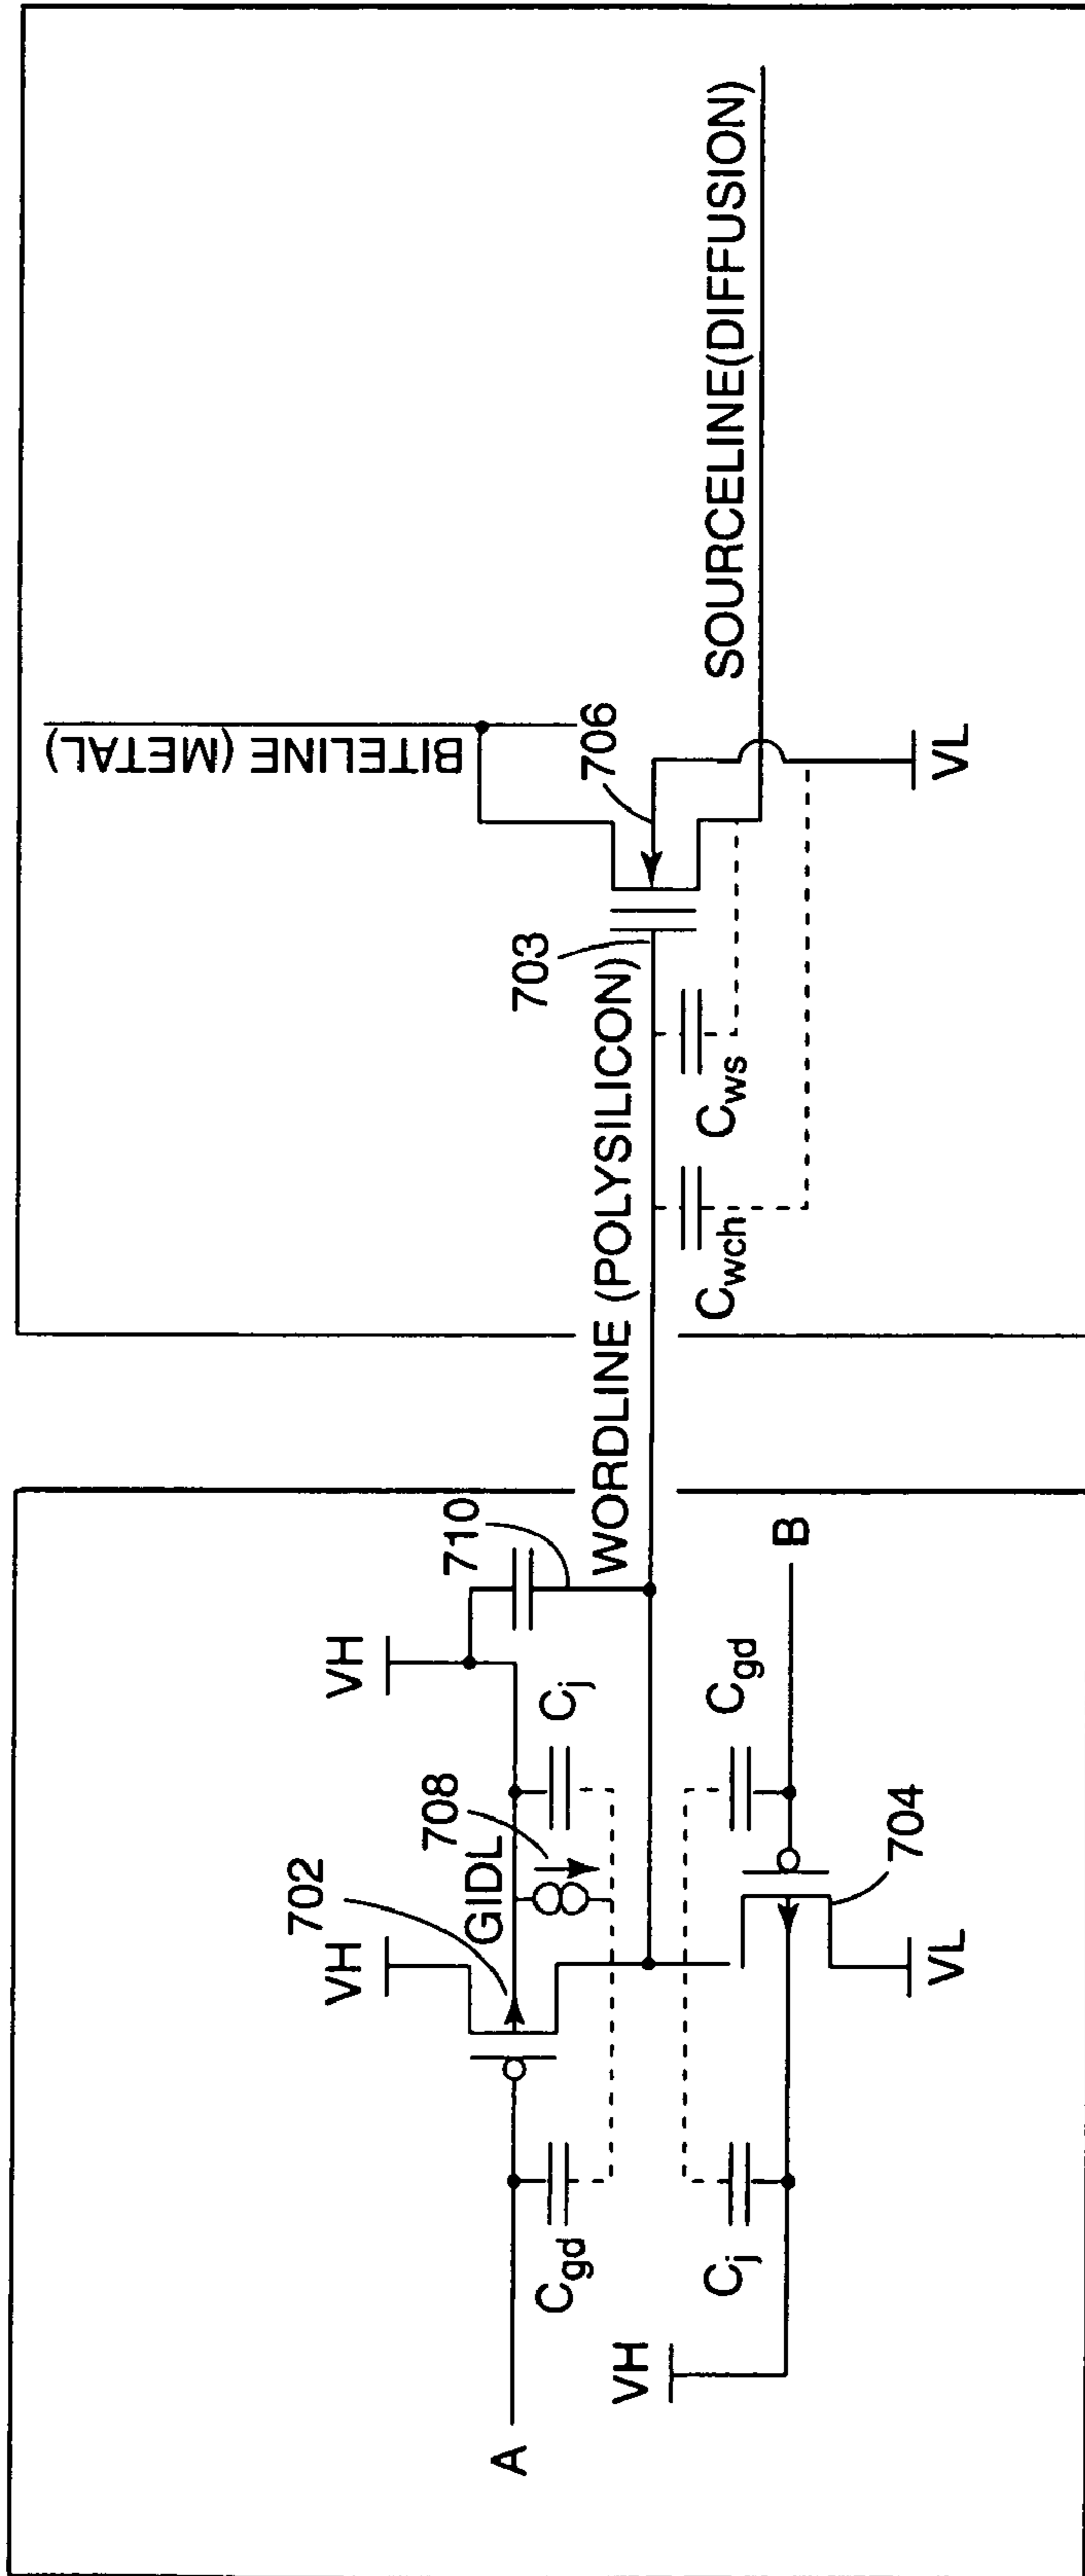 A
VH
C_gd
C_j
702
VH
GIDL
708
C_j
VH
710
C_gd
B
704
VL
WORDLINE (POLYSILICON)
C_wch
C_ws
703
706
BITELINE (METAL)
VL
SOURCELINE(DIFFUSION)